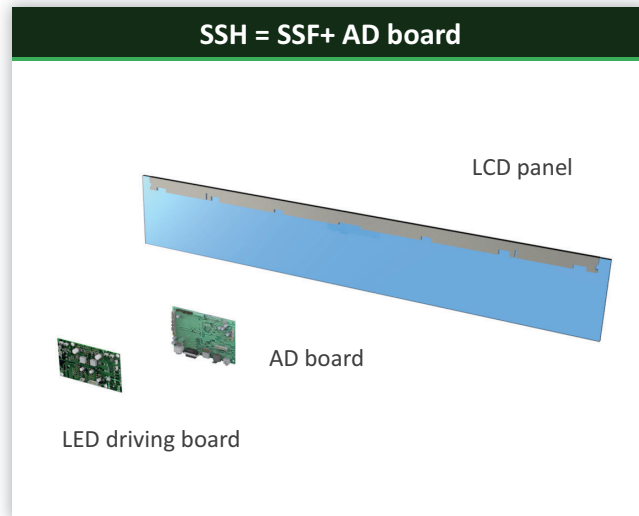 SSH = SSF+ AD board
LCD panel
AD board
LED driving board